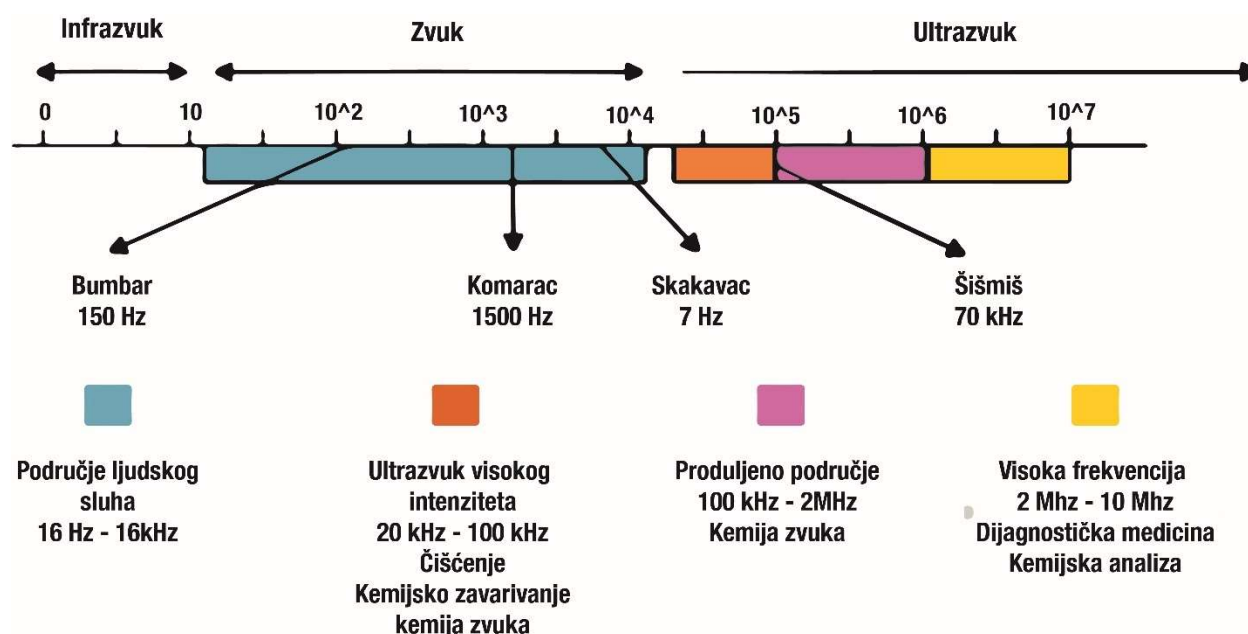 Infrazvuk
Zvuk
Ultrazvuk
0
10
10^2
10^3
10^4
10^5
10^6
10^7
Bumbar
150 Hz
Komarac
1500 Hz
Skakavac
7 Hz
Šišmiš
70 kHz
Područje ljudskog
sluha
16 Hz - 16kHz
Ultrazvuk visokog
intenziteta
20 kHz - 100 kHz
Čišćenje
Kemijsko zavarivanje
kemija zvuka
Produljeno područje
100 kHz - 2MHz
Kemija zvuka
Visoka frekvencija
2 Mhz - 10 Mhz
Dijagnostička medicina
Kemijska analiza